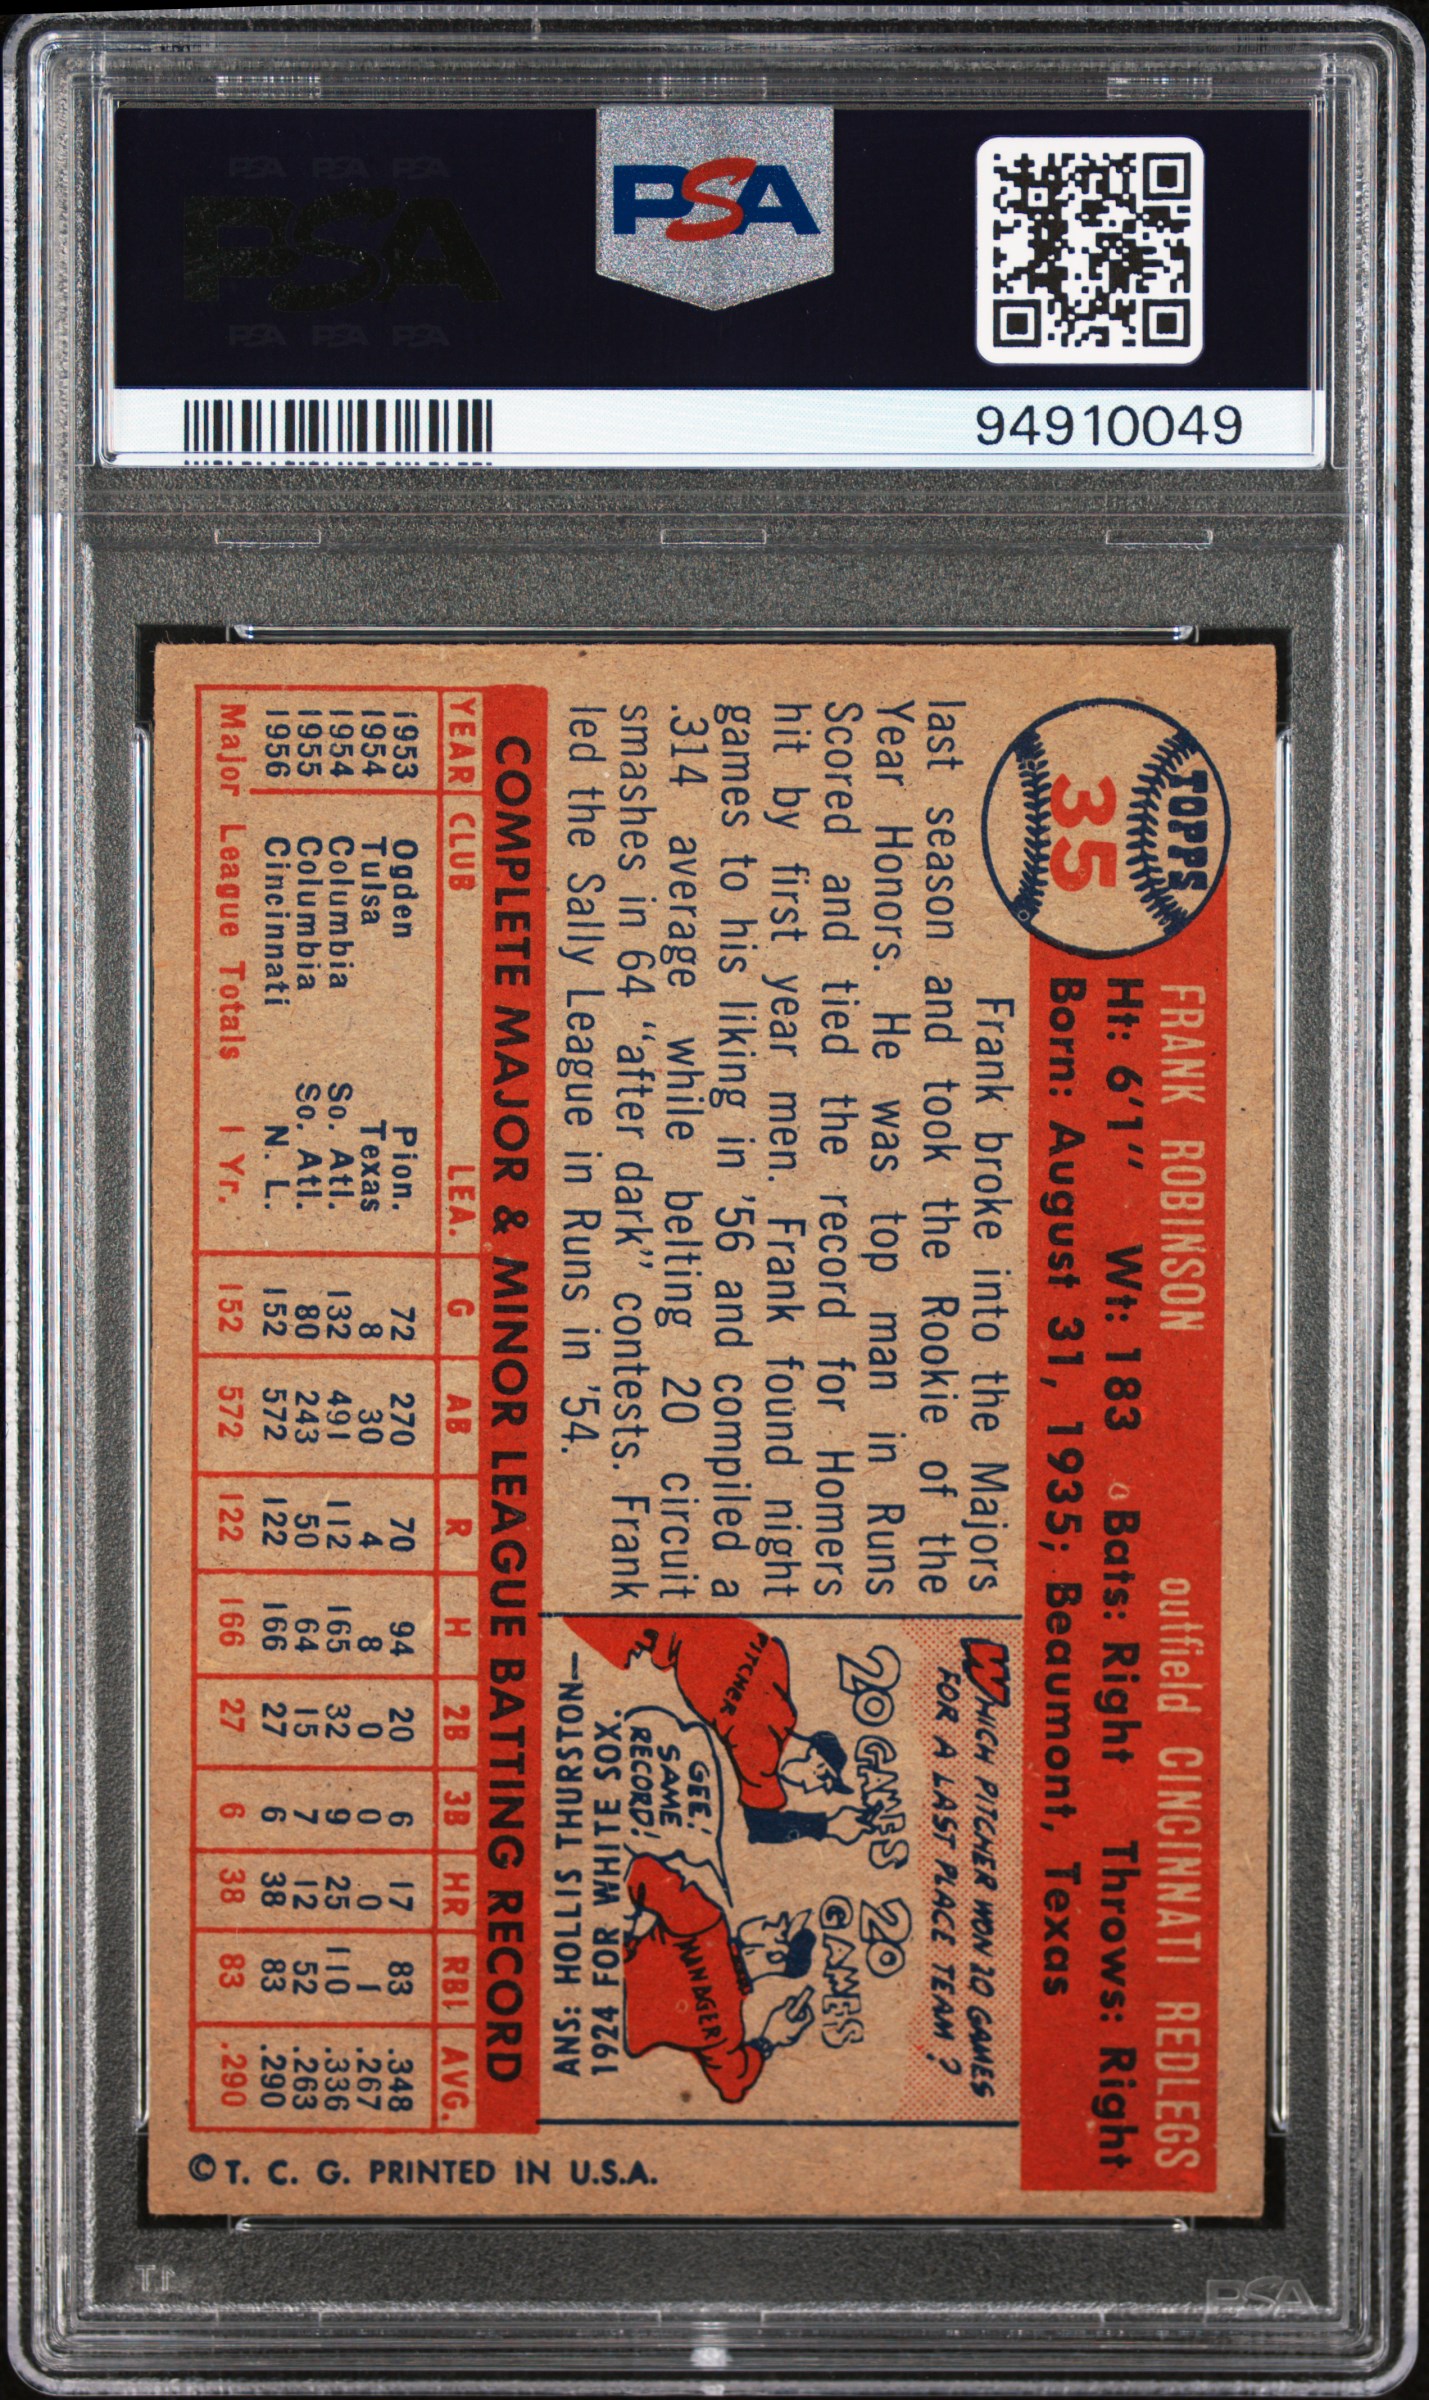 PSA PSA PSA
PSA
PSA PSA PSA
PSA
94910049
TOPPS
35
FRANK ROBINSON outfield CINCINNATI REDLEGS
Ht: 6'1" Wt: 183 Bats: Right Throws: Right
Born: August 31, 1935; Beaumont, Texas
Frank broke into the Majors
last season and took the Rookie of the
Year Honors. He was top man in Runs
Scored and tied the record for Homers
hit by first year men. Frank found night
games to his liking in '56 and compiled a
.314 average while belting 20 circuit
smashes in 64 "after dark" contests. Frank
led the Sally League in Runs in '54.
WHICH PITCHER WON 20 GAMES
FOR A LAST PLACE TEAM?
20 GAMES
20 GAMES
PITCHER
GEE!
SAME
RECORD!
MANAGER
ANS: HOLLIS THURSTON—
1924 FOR WHITE SOX.
COMPLETE MAJOR & MINOR LEAGUE BATTING RECORD
YEAR CLUB LEA. G AB R H 2B 3B HR RBI AVG.
1953 Ogden Pion. 72 270 70 94 20 6 17 83 .348
1954 Tulsa Texas 8 30 4 8 0 0 0 1 .267
1954 Columbia So. Atl. 132 491 112 165 32 9 25 110 .336
1955 Columbia So. Atl. 80 243 50 64 15 7 12 52 .263
1956 Cincinnati N. L. 152 572 122 166 27 6 38 83 .290
Major League Totals 1 Yr. 152 572 122 166 27 6 38 83 .290
© T. C. G. PRINTED IN U.S.A.
PSA